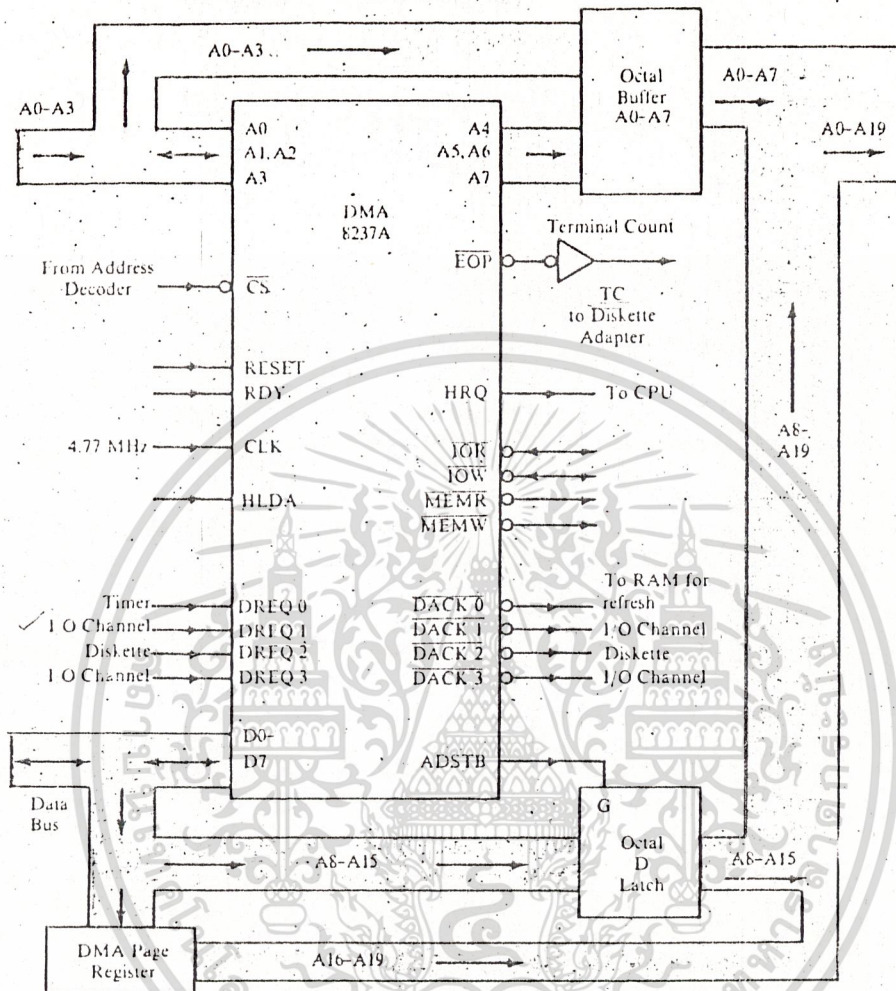 A0-A3
A0-A3
Octal
Buffer
A0-A7
A0-A7
A0-A19
A0
A1, A2
A3
A4
A5, A6
A7
DMA
8237A
Terminal Count
EOP
From Address
Decoder
CS
TC
to Diskette
Adapter
RESET
RDY
HRQ
To CPU
4.77 MHz
CLK
A8-
A19
IOR
IOW
HLDA
MEMR
MEMW
To RAM for
refresh
Timer
DREQ 0
DACK 0
I O Channel
DREQ 1
DACK 1
I/O Channel
Diskette
DREQ 2
DACK 2
Diskette
I O Channel
DREQ 3
DACK 3
I/O Channel
D0-
D7
ADSTB
Data
Bus
G
Octal
D
Latch
A8-A15
A8-A15
DMA Page
Register
A16-A19